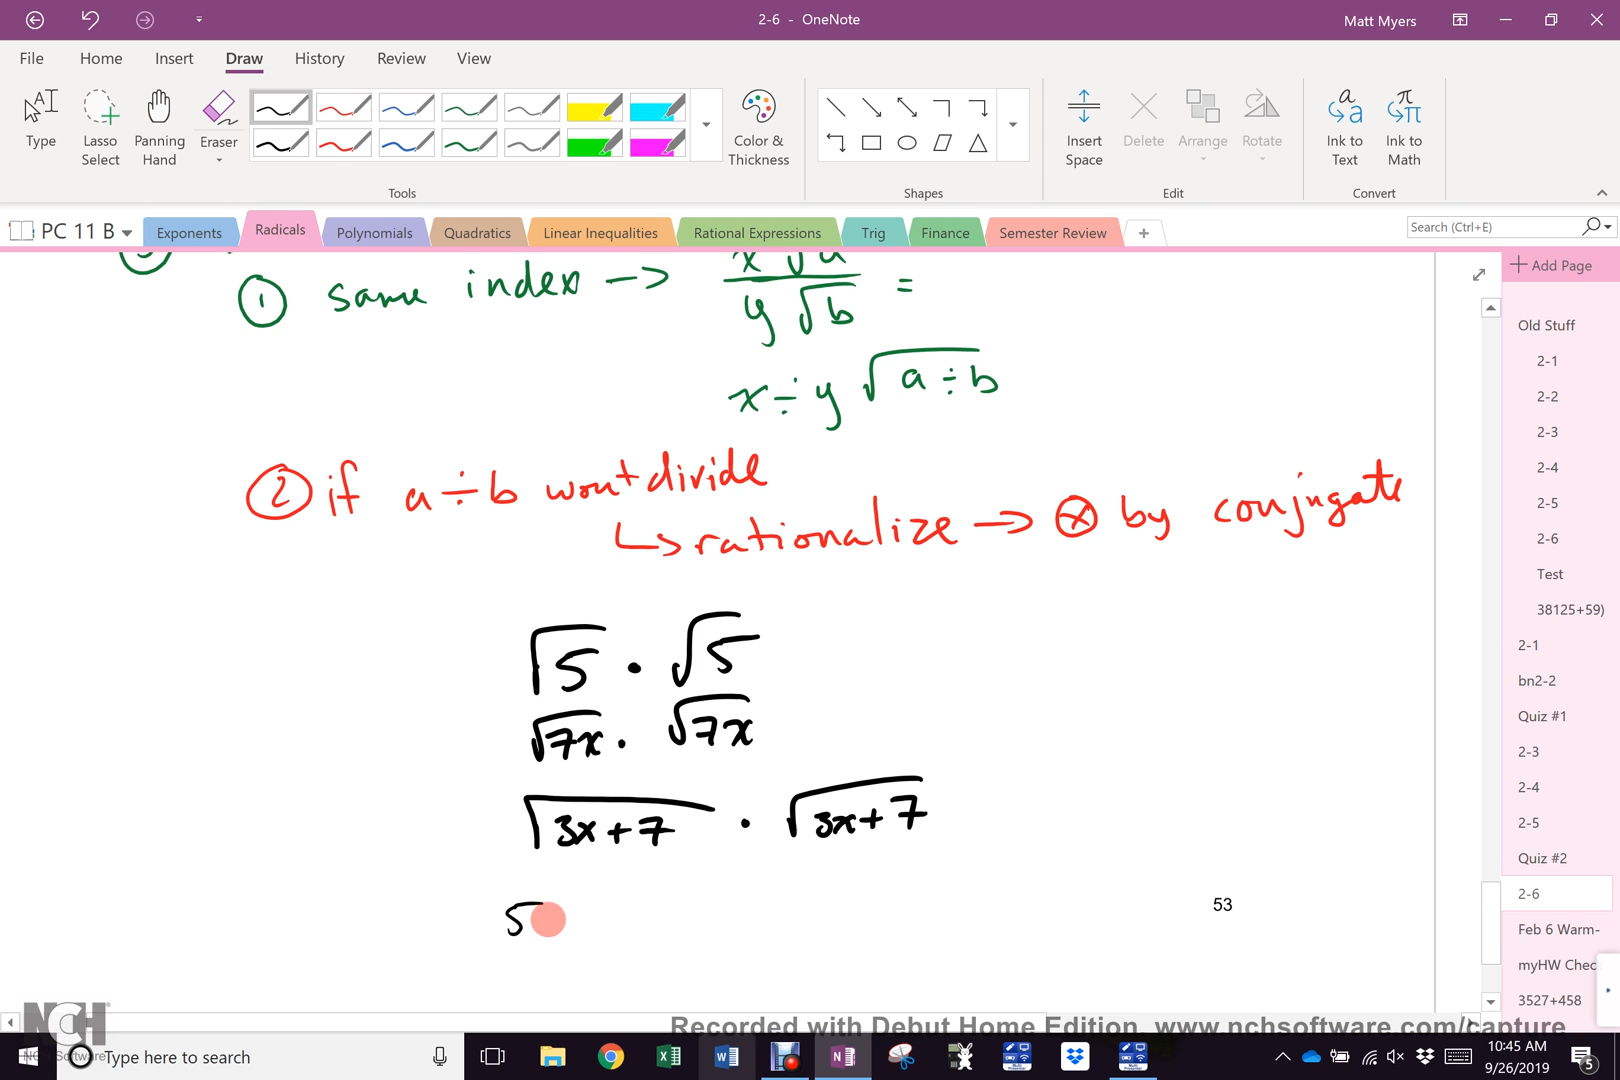 2-6 - OneNote
Matt Myers
File Home Insert Draw History Review View
Type
Lasso Select
Panning Hand
Eraser
Color & Thickness
Insert Space
Delete
Arrange
Rotate
Ink to Text
Ink to Math
Tools
Shapes
Edit
Convert
PC 11 B
Exponents Radicals Polynomials Quadratics Linear Inequalities Rational Expressions Trig Finance Semester Review +
Search (Ctrl+E)
① same index → x√a / y√b =
x ÷ y √a ÷ b
② if a ÷ b wont divide
↳ rationalize → ⊗ by conjugate
√5 · √5
√7x · √7x
√3x+7 · √3x+7
5
53
+ Add Page
Old Stuff
2-1
2-2
2-3
2-4
2-5
2-6
Test
38125+59)
2-1
bn2-2
Quiz #1
2-3
2-4
2-5
Quiz #2
2-6
Feb 6 Warm-
myHW Chec
3527+458
NCH
NCH Software
Recorded with Debut Home Edition. www.nchsoftware.com/capture
Type here to search
10:45 AM
9/26/2019
5